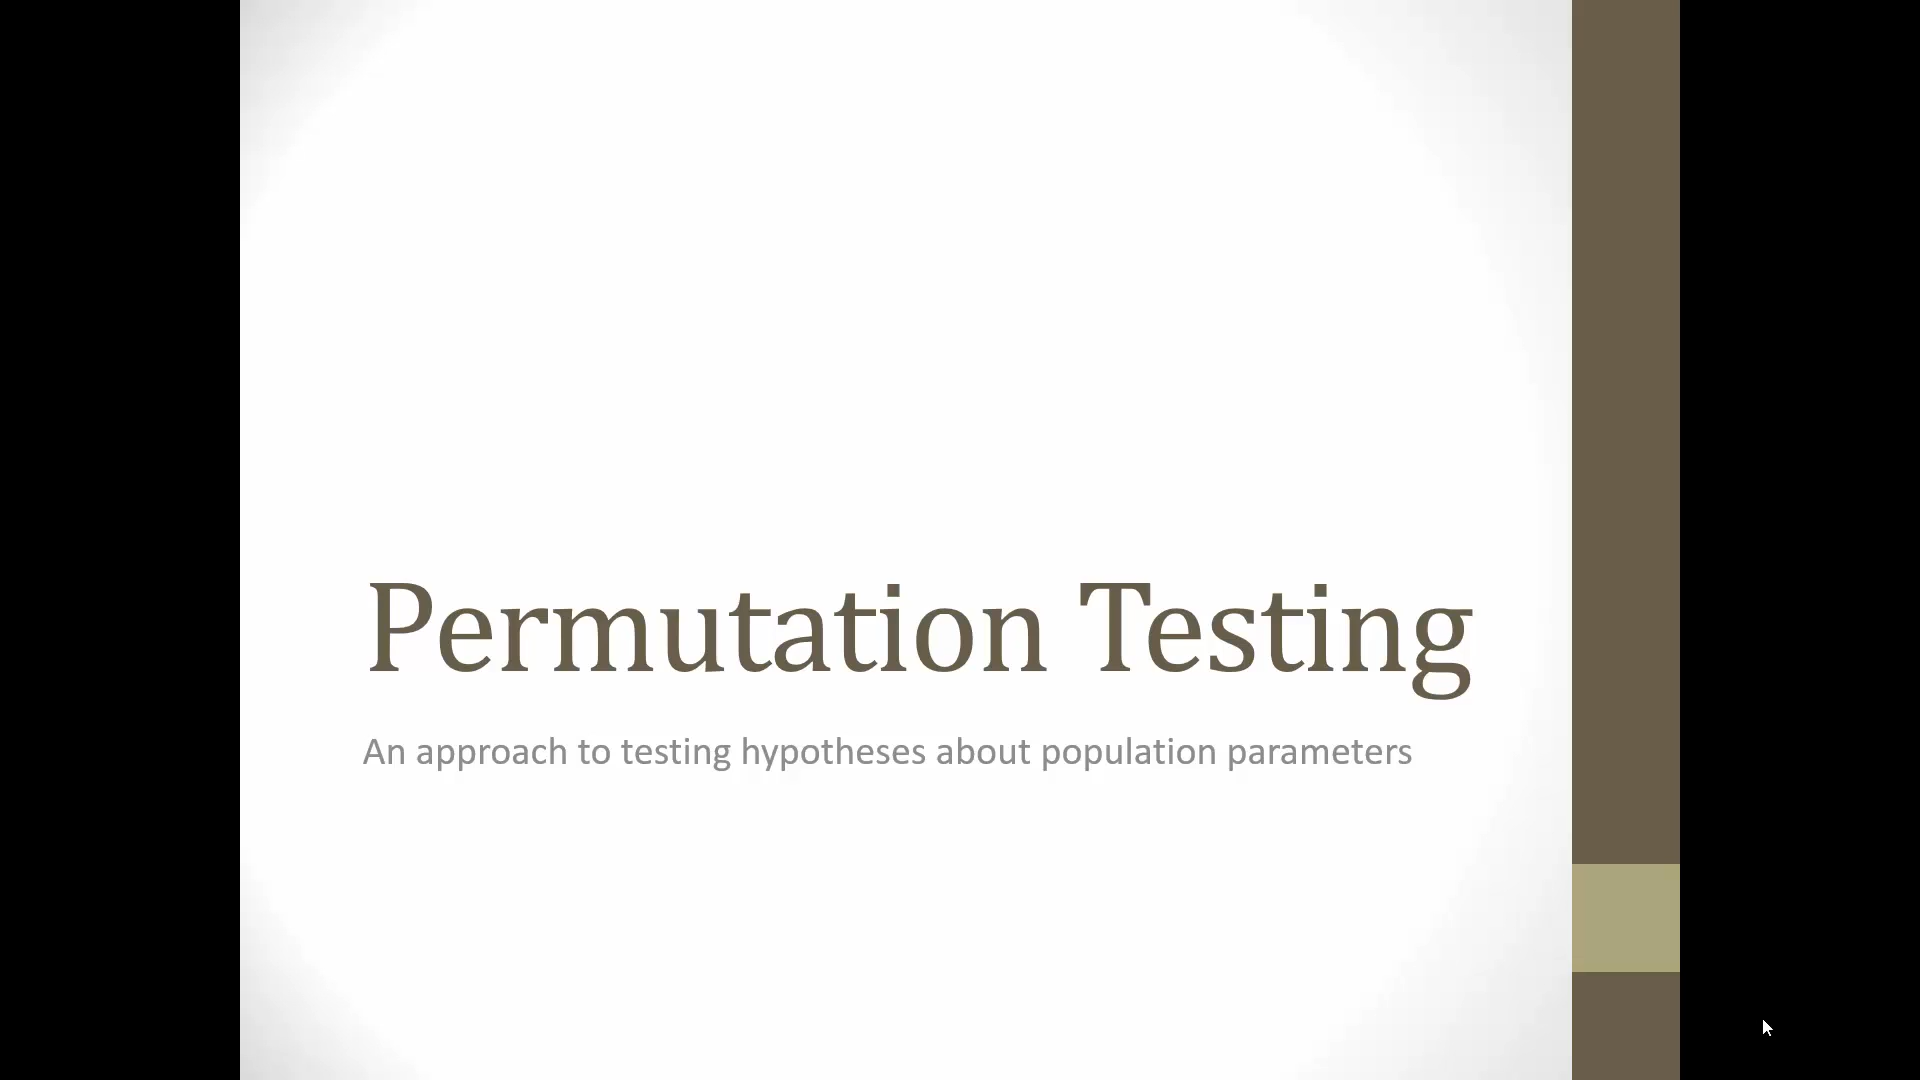 Permutation Testing
An approach to testing hypotheses about population parameters